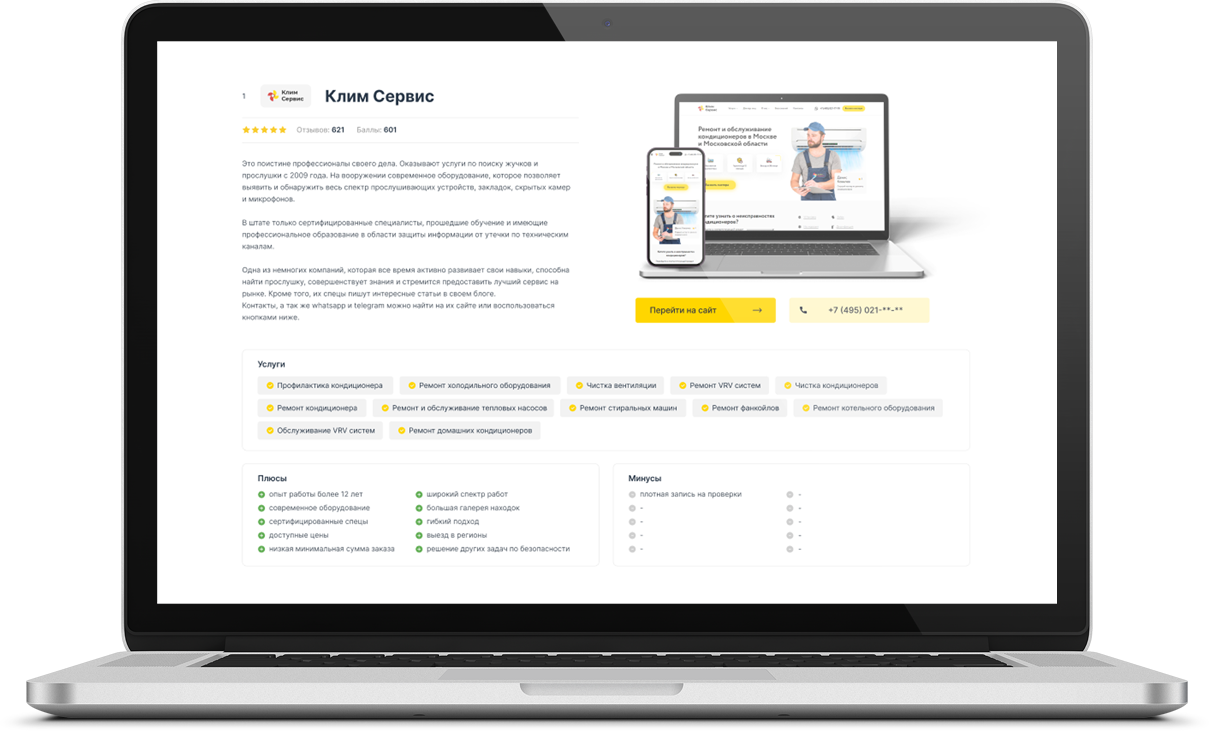 1
Клим
Сервис
Клим Сервис
Отзывов: 621 Баллы: 601
Это поистине профессионалы своего дела. Оказывают услуги по поиску жучков и
прослушки с 2009 года. На вооружении современное оборудование, которое позволяет
выявить и обнаружить весь спектр прослушивающих устройств, закладок, скрытых камер
и микрофонов.
В штате только сертифицированные специалисты, прошедшие обучение и имеющие
профессиональное образование в области защиты информации от утечки по техническим
каналам.
Одна из немногих компаний, которая все время активно развивает свои навыки, способна
найти прослушку, совершенствует знания и стремится предоставить лучший сервис на
рынке. Кроме того, их спецы пишут интересные статьи в своем блоге.
Контакты, а так же whatsapp и telegram можно найти на их сайте или воспользоваться
кнопками ниже.
Ремонт и обслуживание
кондиционеров в Москве
и Московской области
Перейти на сайт
+7 (495) 021-**-**
Услуги
Профилактика кондиционера Ремонт холодильного оборудования Чистка вентиляции Ремонт VRV систем Чистка кондиционеров
Ремонт кондиционера Ремонт и обслуживание тепловых насосов Ремонт стиральных машин Ремонт фанкойлов Ремонт котельного оборудования
Обслуживание VRV систем Ремонт домашних кондиционеров
Плюсы
опыт работы более 12 лет
современное оборудование
сертифицированные спецы
доступные цены
низкая минимальная сумма заказа
широкий спектр работ
большая галерея находок
гибкий подход
выезд в регионы
решение других задач по безопасности
Минусы
плотная запись на проверки
-
-
-
-
-
-
-
-
-